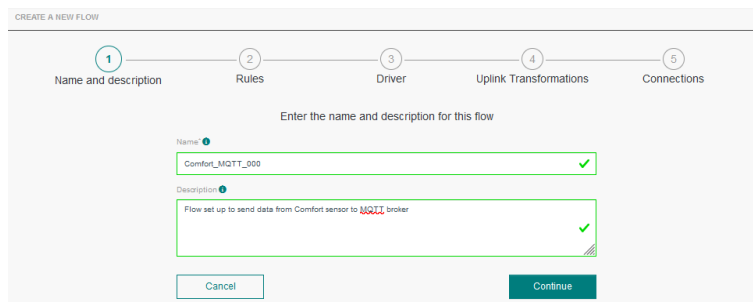 CREATE A NEW FLOW
1 2 3 4 5
Name and description Rules Driver Uplink Transformations Connections
Enter the name and description for this flow
Name*
Comfort_MQTT_000
Description
Flow set up to send data from Comfort sensor to MQTT broker
Cancel Continue